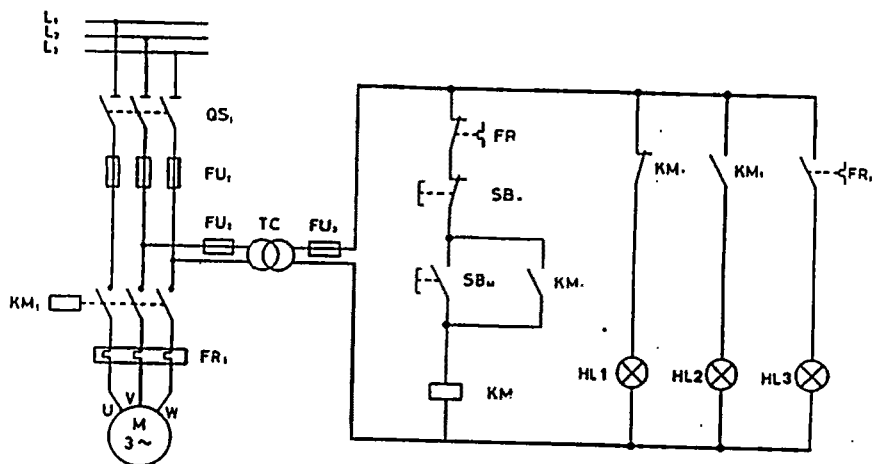 L₁
L₂
L₃
QS₁
FU₁
FU₂
TC
FU₃
KM₁
FR₁
U
V
W
M
3~
FR
SB
SB
KM
KM
KM
KM₁
FR₁
HL1
HL2
HL3